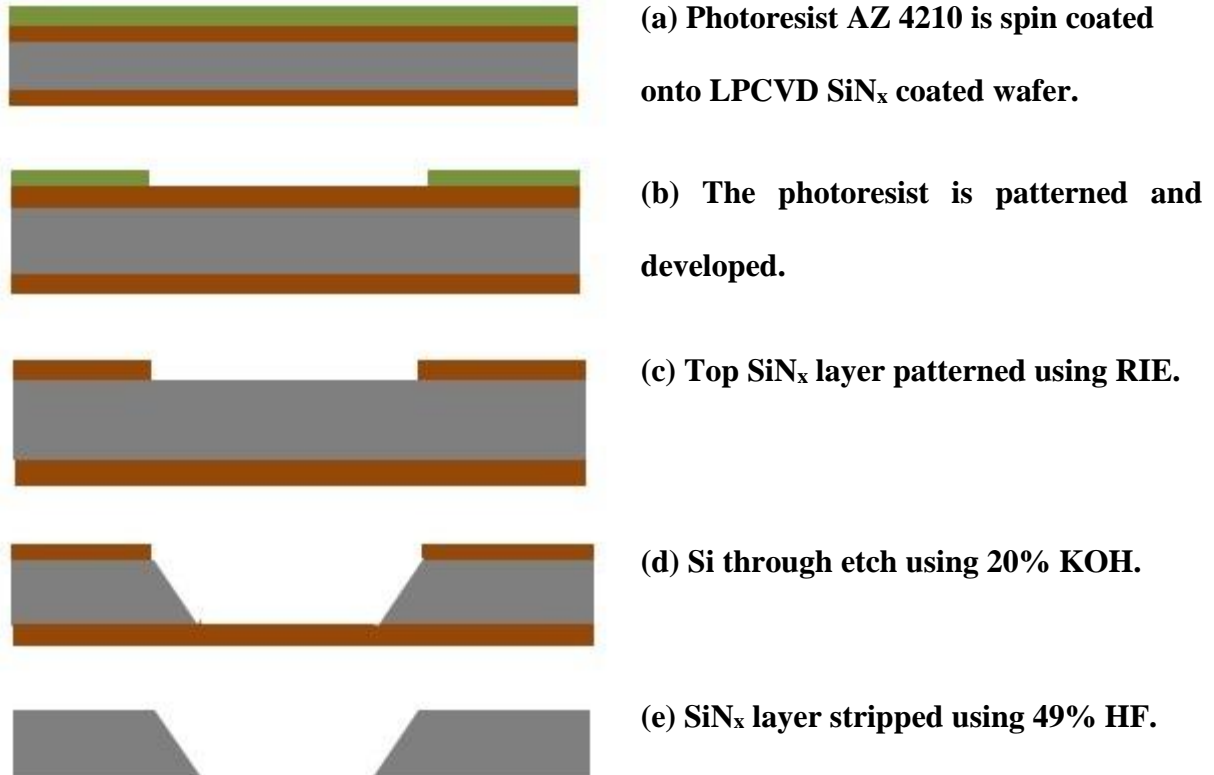 (a) Photoresist AZ 4210 is spin coated
onto LPCVD SiNₓ coated wafer.
(b) The photoresist is patterned and
developed.
(c) Top SiNₓ layer patterned using RIE.
(d) Si through etch using 20% KOH.
(e) SiNₓ layer stripped using 49% HF.